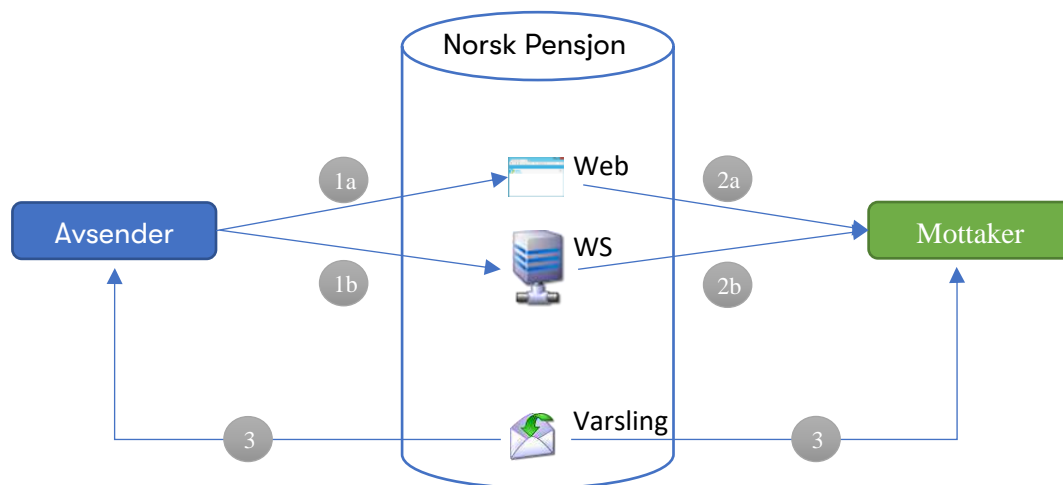 Norsk Pensjon
1a
Web
2a
Avsender
Mottaker
1b
WS
2b
3
Varsling
3